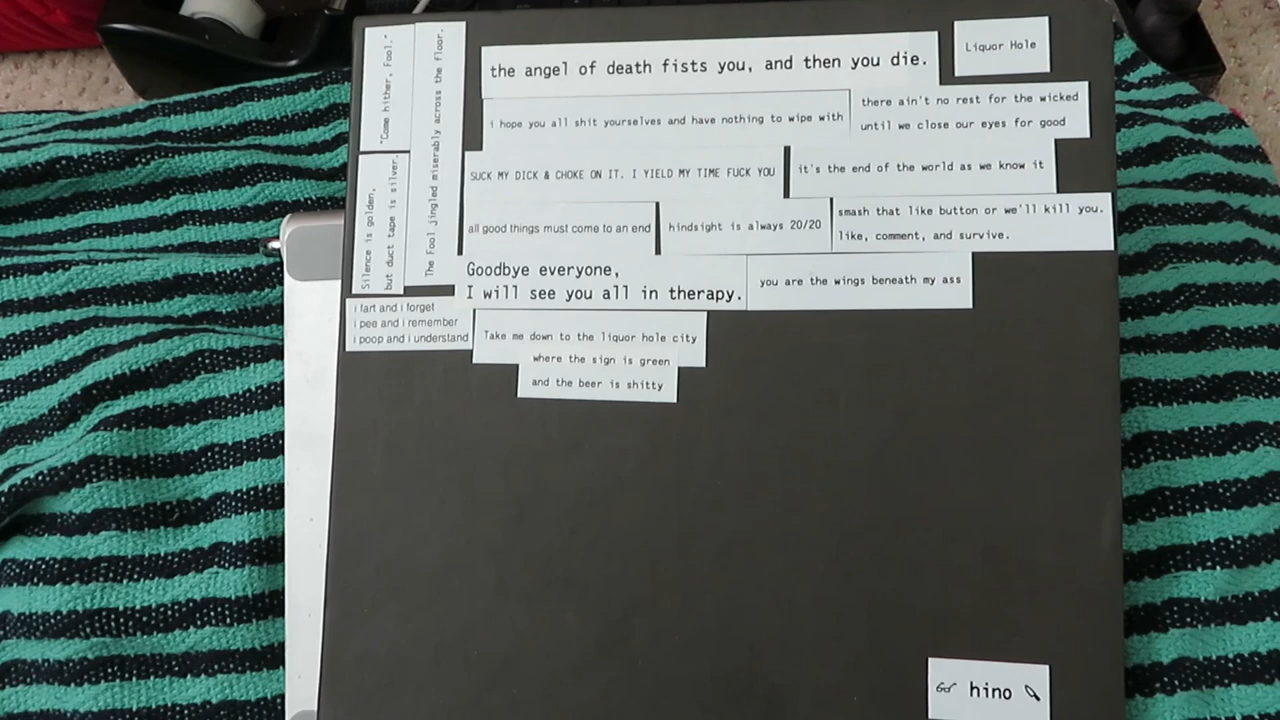 "Come hither, Fool."
The Fool jingled miserably across the floor.
Silence is golden,
but duct tape is silver.
the angel of death fists you, and then you die.
Liquor Hole
i hope you all shit yourselves and have nothing to wipe with
there ain't no rest for the wicked
until we close our eyes for good
SUCK MY DICK & CHOKE ON IT. I YIELD MY TIME FUCK YOU
it's the end of the world as we know it
all good things must come to an end
hindsight is always 20/20
smash that like button or we'll kill you.
like, comment, and survive.
Goodbye everyone,
I will see you all in therapy.
you are the wings beneath my ass
i fart and i forget
i pee and i remember
i poop and i understand
Take me down to the liquor hole city
where the sign is green
and the beer is shitty
hino